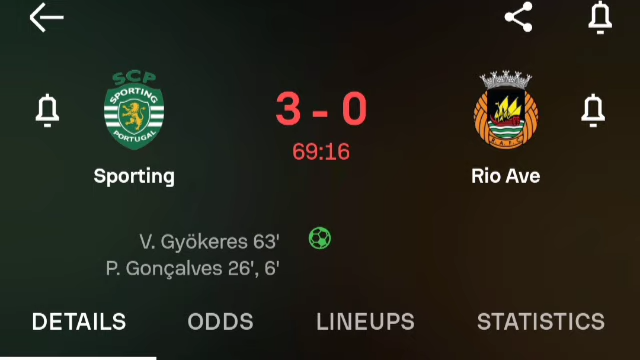 SCP
SPORTING
PORTUGAL
3 - 0
69:16
Sporting
Rio Ave
V. Gyökeres 63'
P. Gonçalves 26', 6'
DETAILS
ODDS
LINEUPS
STATISTICS